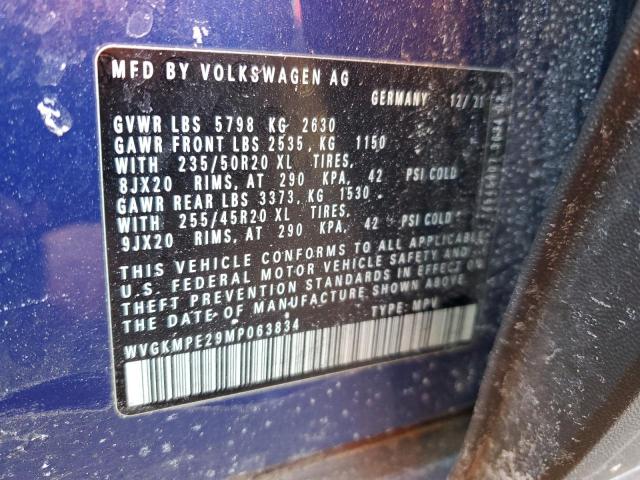 MFD BY VOLKSWAGEN AG
GERMANY 12/21
GVWR LBS 5798 KG 2630
GAWR FRONT LBS 2535, KG 1150
WITH 235/50R20 XL TIRES,
8JX20 RIMS, AT 290 KPA, 42 PSI COLD
GAWR REAR LBS 3373, KG 1530
WITH 255/45R20 XL TIRES,
9JX20 RIMS, AT 290 KPA, 42 PSI COLD
THIS VEHICLE CONFORMS TO ALL APPLICABLE
U.S. FEDERAL MOTOR VEHICLE SAFETY AND
THEFT PREVENTION STANDARDS IN EFFECT ON
THE DATE OF MANUFACTURE SHOWN ABOVE
WVGKMPE29MP063834 TYPE: MPV